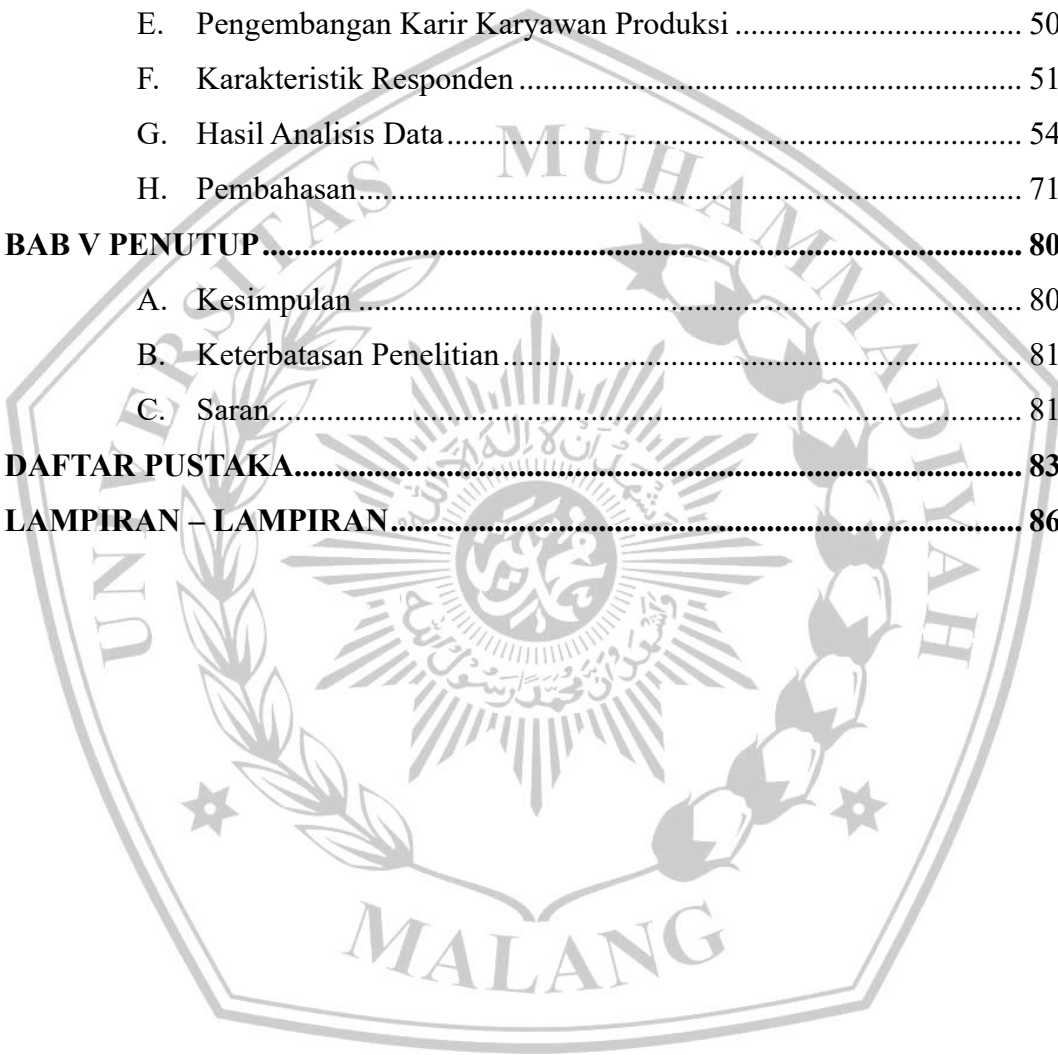 E. Pengembangan Karir Karyawan Produksi ................................ 50
F. Karakteristik Responden ........................................................ 51
G. Hasil Analisis Data ................................................................ 54
H. Pembahasan .......................................................................... 71
BAB V PENUTUP ........................................................................... 80
A. Kesimpulan ........................................................................... 80
B. Keterbatasan Penelitian .......................................................... 81
C. Saran ..................................................................................... 81
DAFTAR PUSTAKA ........................................................................ 83
LAMPIRAN – LAMPIRAN .............................................................. 86
UNIVERSITAS MUHAMMADIYAH
MALANG